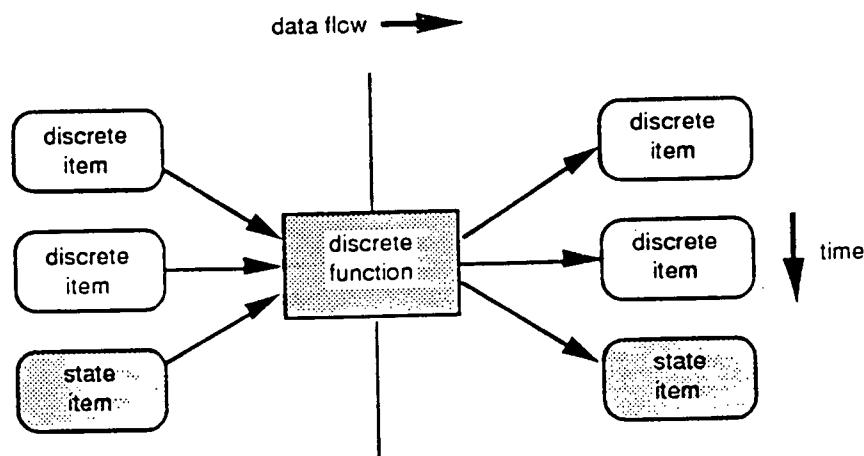 data flow
discrete
item
discrete
item
state
item
discrete
function
discrete
item
discrete
item
state
item
time